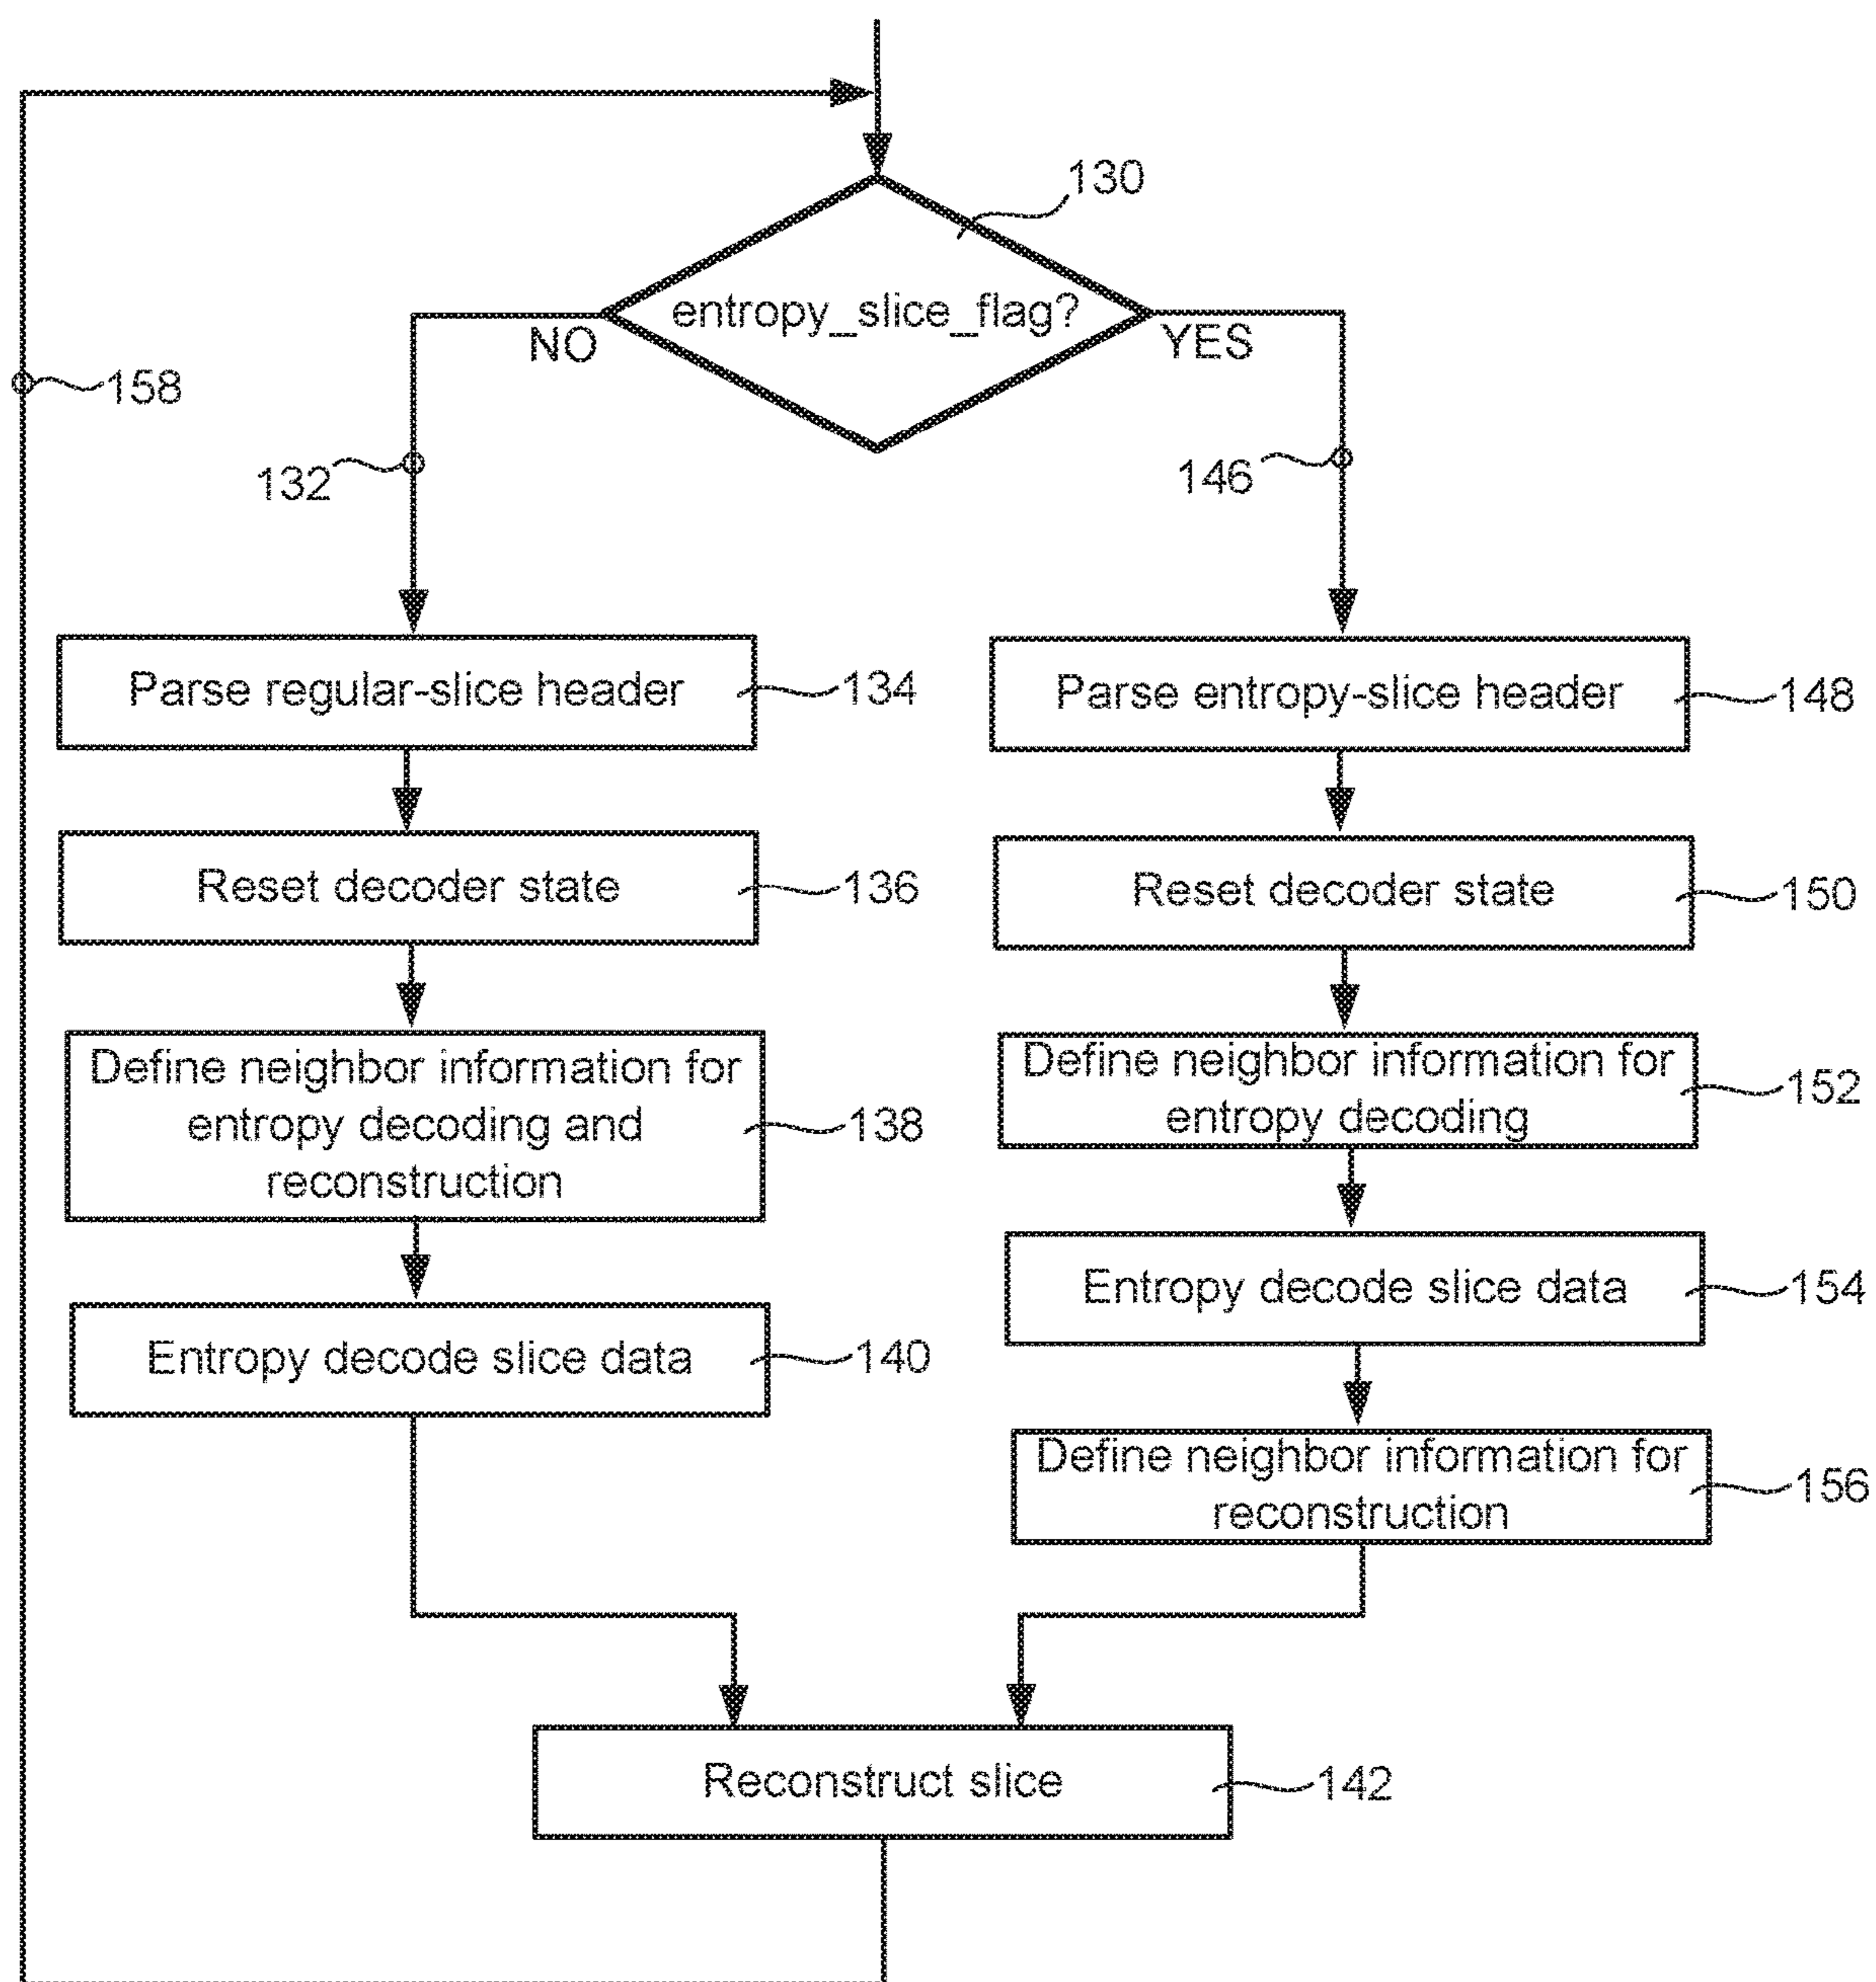 130
entropy_slice_flag?
NO
YES
158
132
146
Parse regular-slice header
134
Parse entropy-slice header
148
Reset decoder state
136
Reset decoder state
150
Define neighbor information for
entropy decoding and
reconstruction
138
Define neighbor information for
entropy decoding
152
Entropy decode slice data
140
Entropy decode slice data
154
Define neighbor information for
reconstruction
156
Reconstruct slice
142